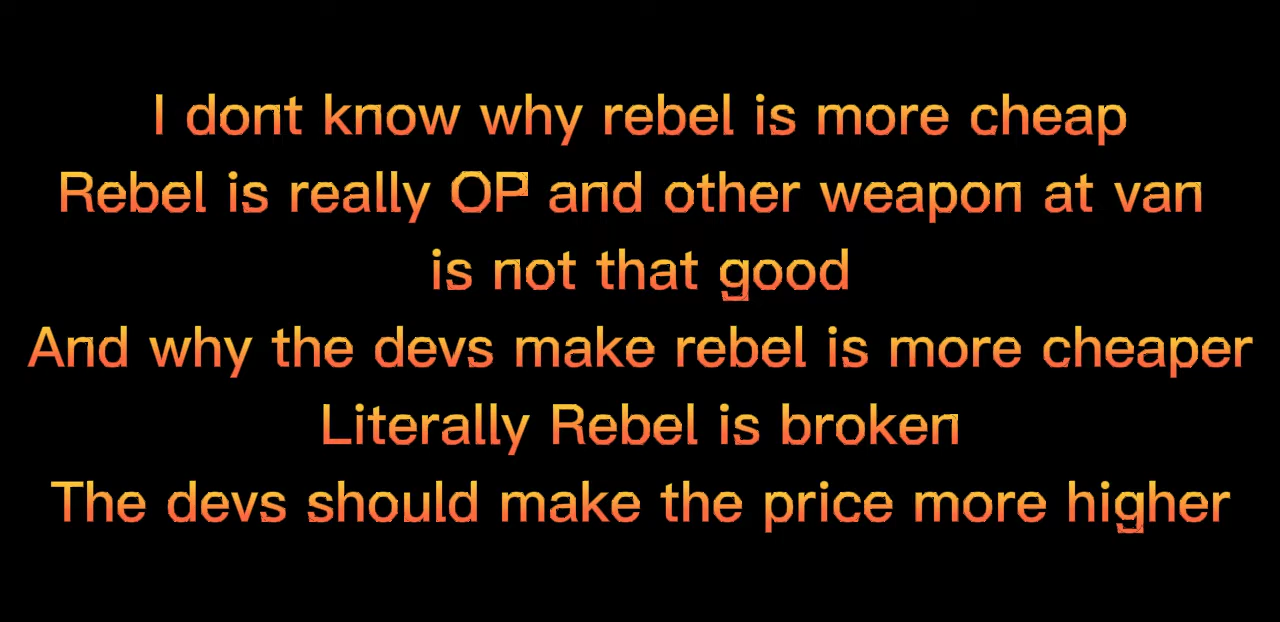 I dont know why rebel is more cheap
Rebel is really OP and other weapon at van
is not that good
And why the devs make rebel is more cheaper
Literally Rebel is broken
The devs should make the price more higher